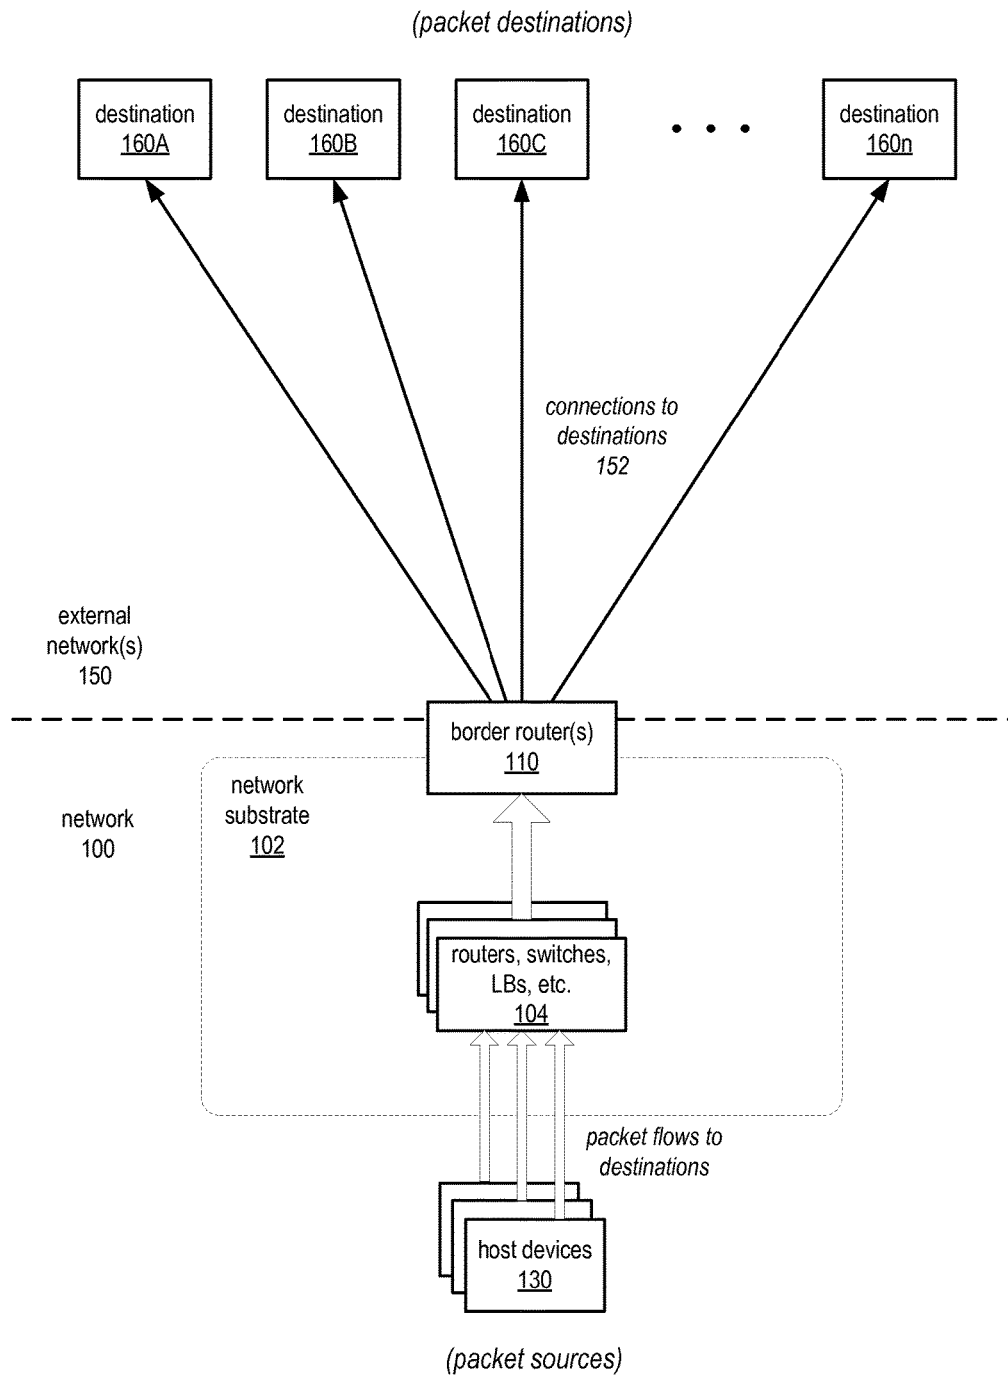 (packet destinations)
destination
160A
destination
160B
destination
160C
destination
160n
connections to
destinations
152
external
network(s)
150
border router(s)
110
network
substrate
102
network
100
routers, switches,
LBs, etc.
104
packet flows to
destinations
host devices
130
(packet sources)